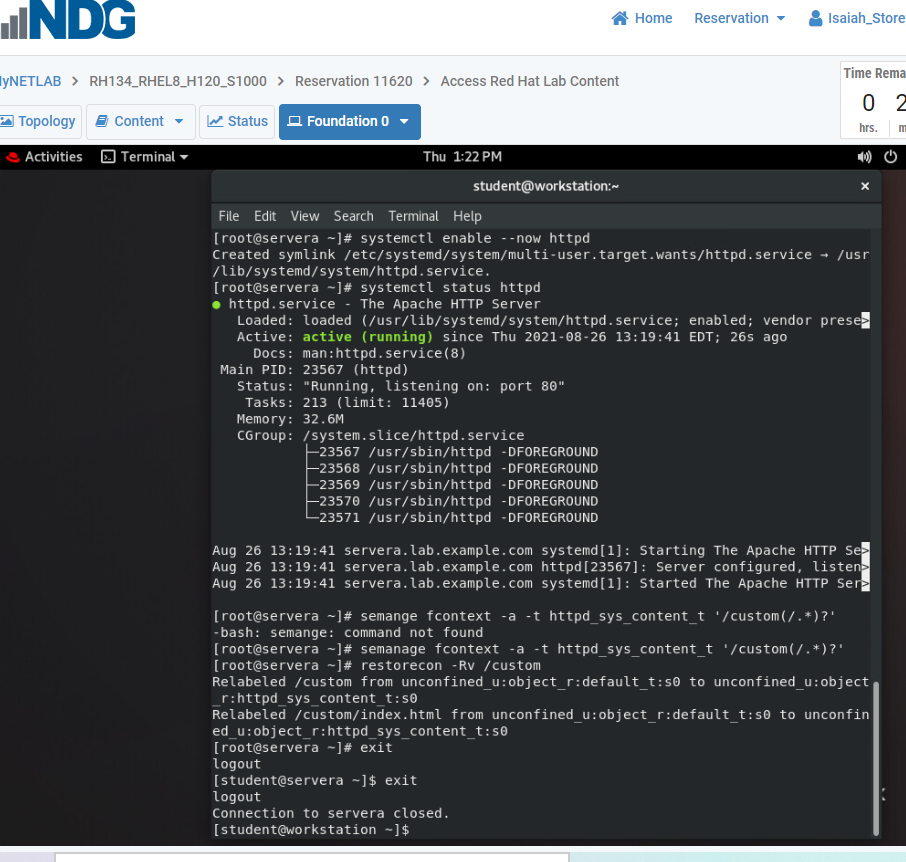 NDG
Home Reservation Isaiah_Store
MyNETLAB > RH134_RHEL8_H120_S1000 > Reservation 11620 > Access Red Hat Lab Content
Time Rema
Topology Content Status Foundation 0
0 2
hrs. m
Activities Terminal Thu 1:22 PM
student@workstation:~ ×
File Edit View Search Terminal Help
[root@servera ~]# systemctl enable --now httpd
Created symlink /etc/systemd/system/multi-user.target.wants/httpd.service → /usr
/lib/systemd/system/httpd.service.
[root@servera ~]# systemctl status httpd
● httpd.service - The Apache HTTP Server
Loaded: loaded (/usr/lib/systemd/system/httpd.service; enabled; vendor prese>
Active: active (running) since Thu 2021-08-26 13:19:41 EDT; 26s ago
Docs: man:httpd.service(8)
Main PID: 23567 (httpd)
Status: "Running, listening on: port 80"
Tasks: 213 (limit: 11405)
Memory: 32.6M
CGroup: /system.slice/httpd.service
├─23567 /usr/sbin/httpd -DFOREGROUND
├─23568 /usr/sbin/httpd -DFOREGROUND
├─23569 /usr/sbin/httpd -DFOREGROUND
├─23570 /usr/sbin/httpd -DFOREGROUND
└─23571 /usr/sbin/httpd -DFOREGROUND
Aug 26 13:19:41 servera.lab.example.com systemd[1]: Starting The Apache HTTP Se>
Aug 26 13:19:41 servera.lab.example.com httpd[23567]: Server configured, listen>
Aug 26 13:19:41 servera.lab.example.com systemd[1]: Started The Apache HTTP Ser>
[root@servera ~]# semange fcontext -a -t httpd_sys_content_t '/custom(/.*)?'
-bash: semange: command not found
[root@servera ~]# semanage fcontext -a -t httpd_sys_content_t '/custom(/.*)?'
[root@servera ~]# restorecon -Rv /custom
Relabeled /custom from unconfined_u:object_r:default_t:s0 to unconfined_u:object
_r:httpd_sys_content_t:s0
Relabeled /custom/index.html from unconfined_u:object_r:default_t:s0 to unconfin
ed_u:object_r:httpd_sys_content_t:s0
[root@servera ~]# exit
logout
[student@servera ~]$ exit
logout
Connection to servera closed.
[student@workstation ~]$